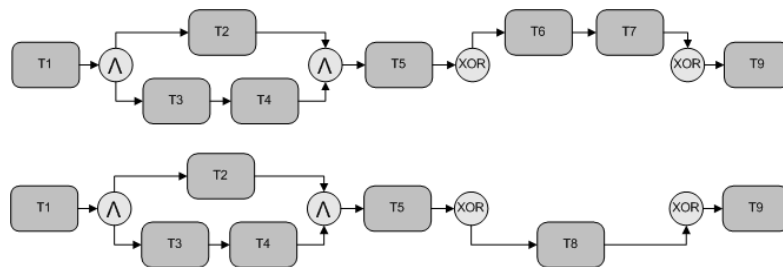 T2 T6 T7
T1 Λ Λ T5 XOR XOR T9
T3 T4
T2
T1 Λ Λ T5 XOR XOR T9
T3 T4 T8